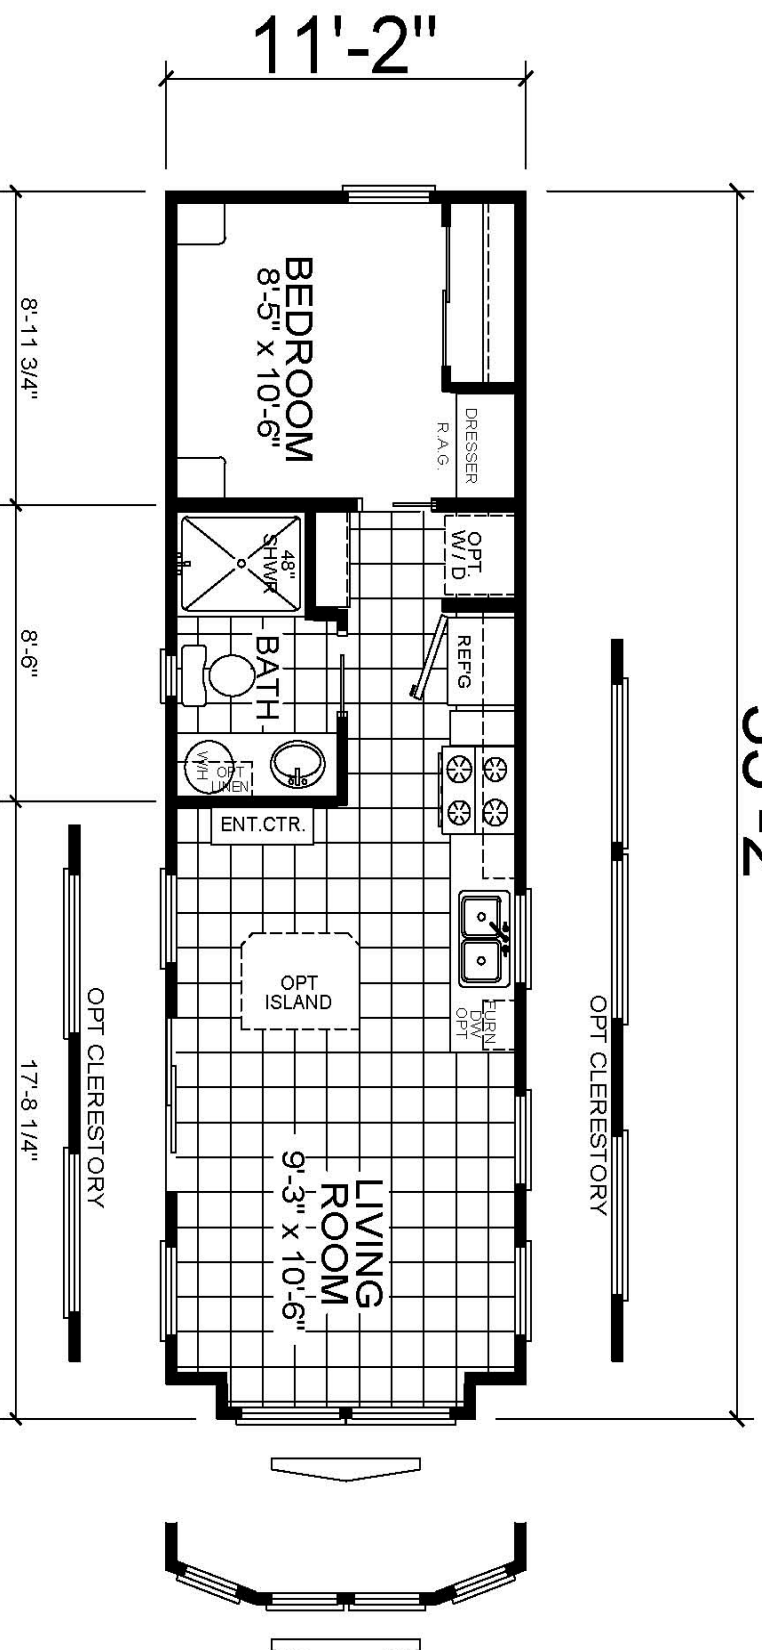 11'-2"
8'-11 3/4"
BEDROOM
8'-5" x 10'-6"
DRESSER
R.A.G.
OPT.
W/D
48"
SHWR
BATH
REF'G
8'-6"
W/H
OPT
LINEN
ENT.CTR.
OPT
ISLAND
FURN
DW
OPT
OPT CLERESTORY
OPT CLERESTORY
17'-8 1/4"
LIVING
ROOM
9'-3" x 10'-6"